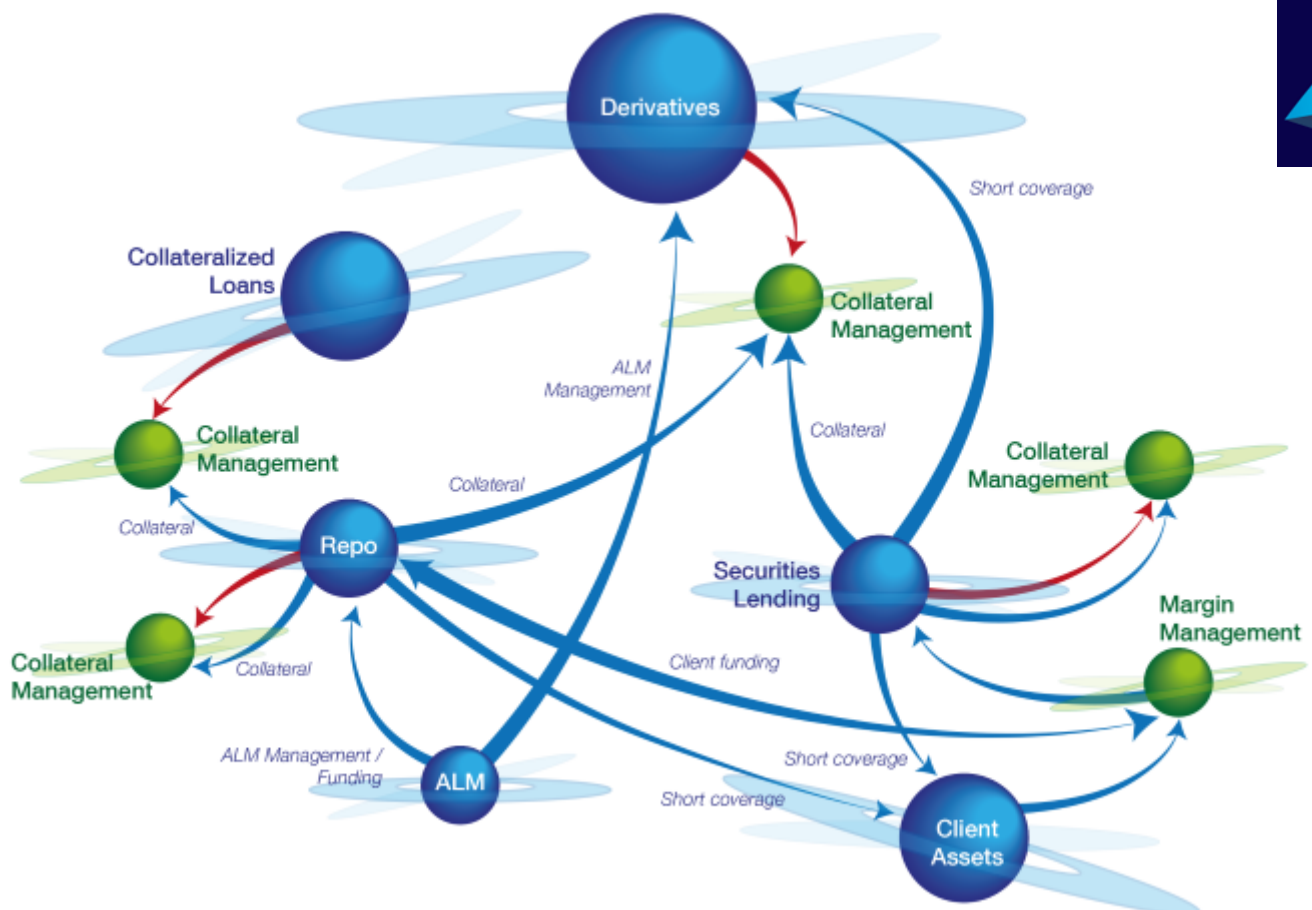 Derivatives
Short coverage
Collateralized
Loans
Collateral
Management
ALM
Management
Collateral
Management
Collateral
Collateral
Management
Collateral
Collateral
Repo
Securities
Lending
Margin
Management
Collateral
Management
Collateral
Client funding
ALM Management /
Funding
ALM
Short coverage
Short coverage
Client
Assets